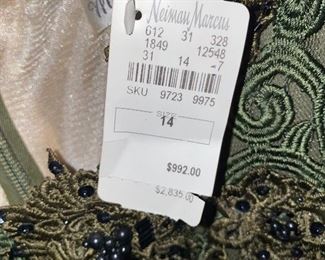 Neiman Marcus
612 31 328
1849 12548
31 14 -7
SKU 9723 9975
SIZE
14
$992.00
$2,835.00